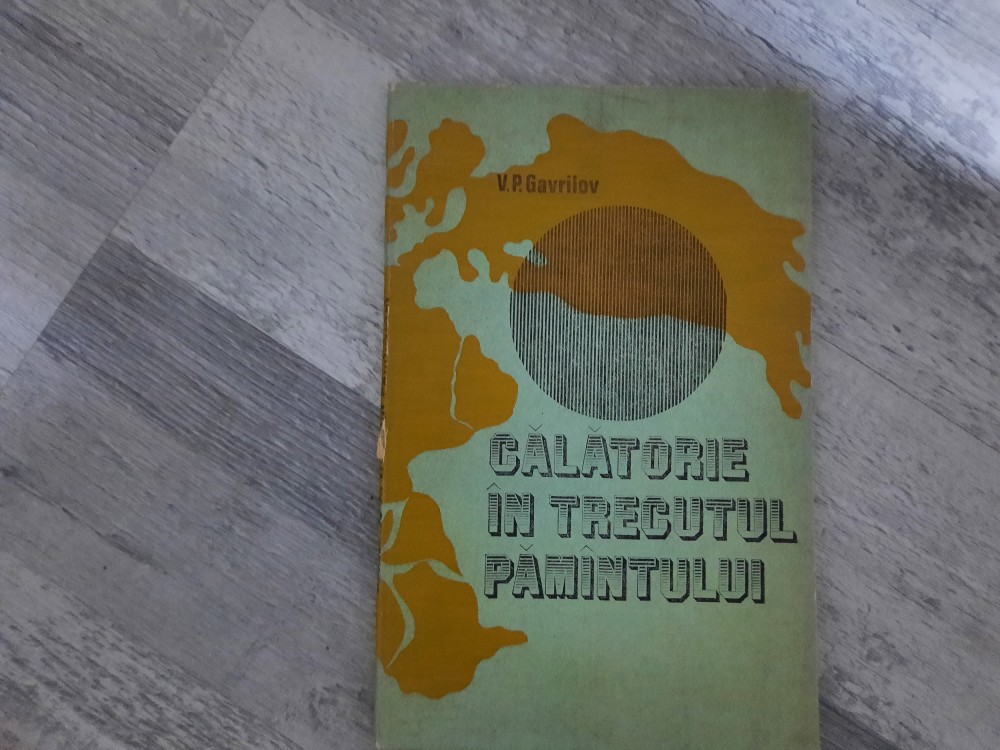 V.P. Gavrilov
CĂLĂTORIE
ÎN TRECUTUL
PĂMÎNTULUI